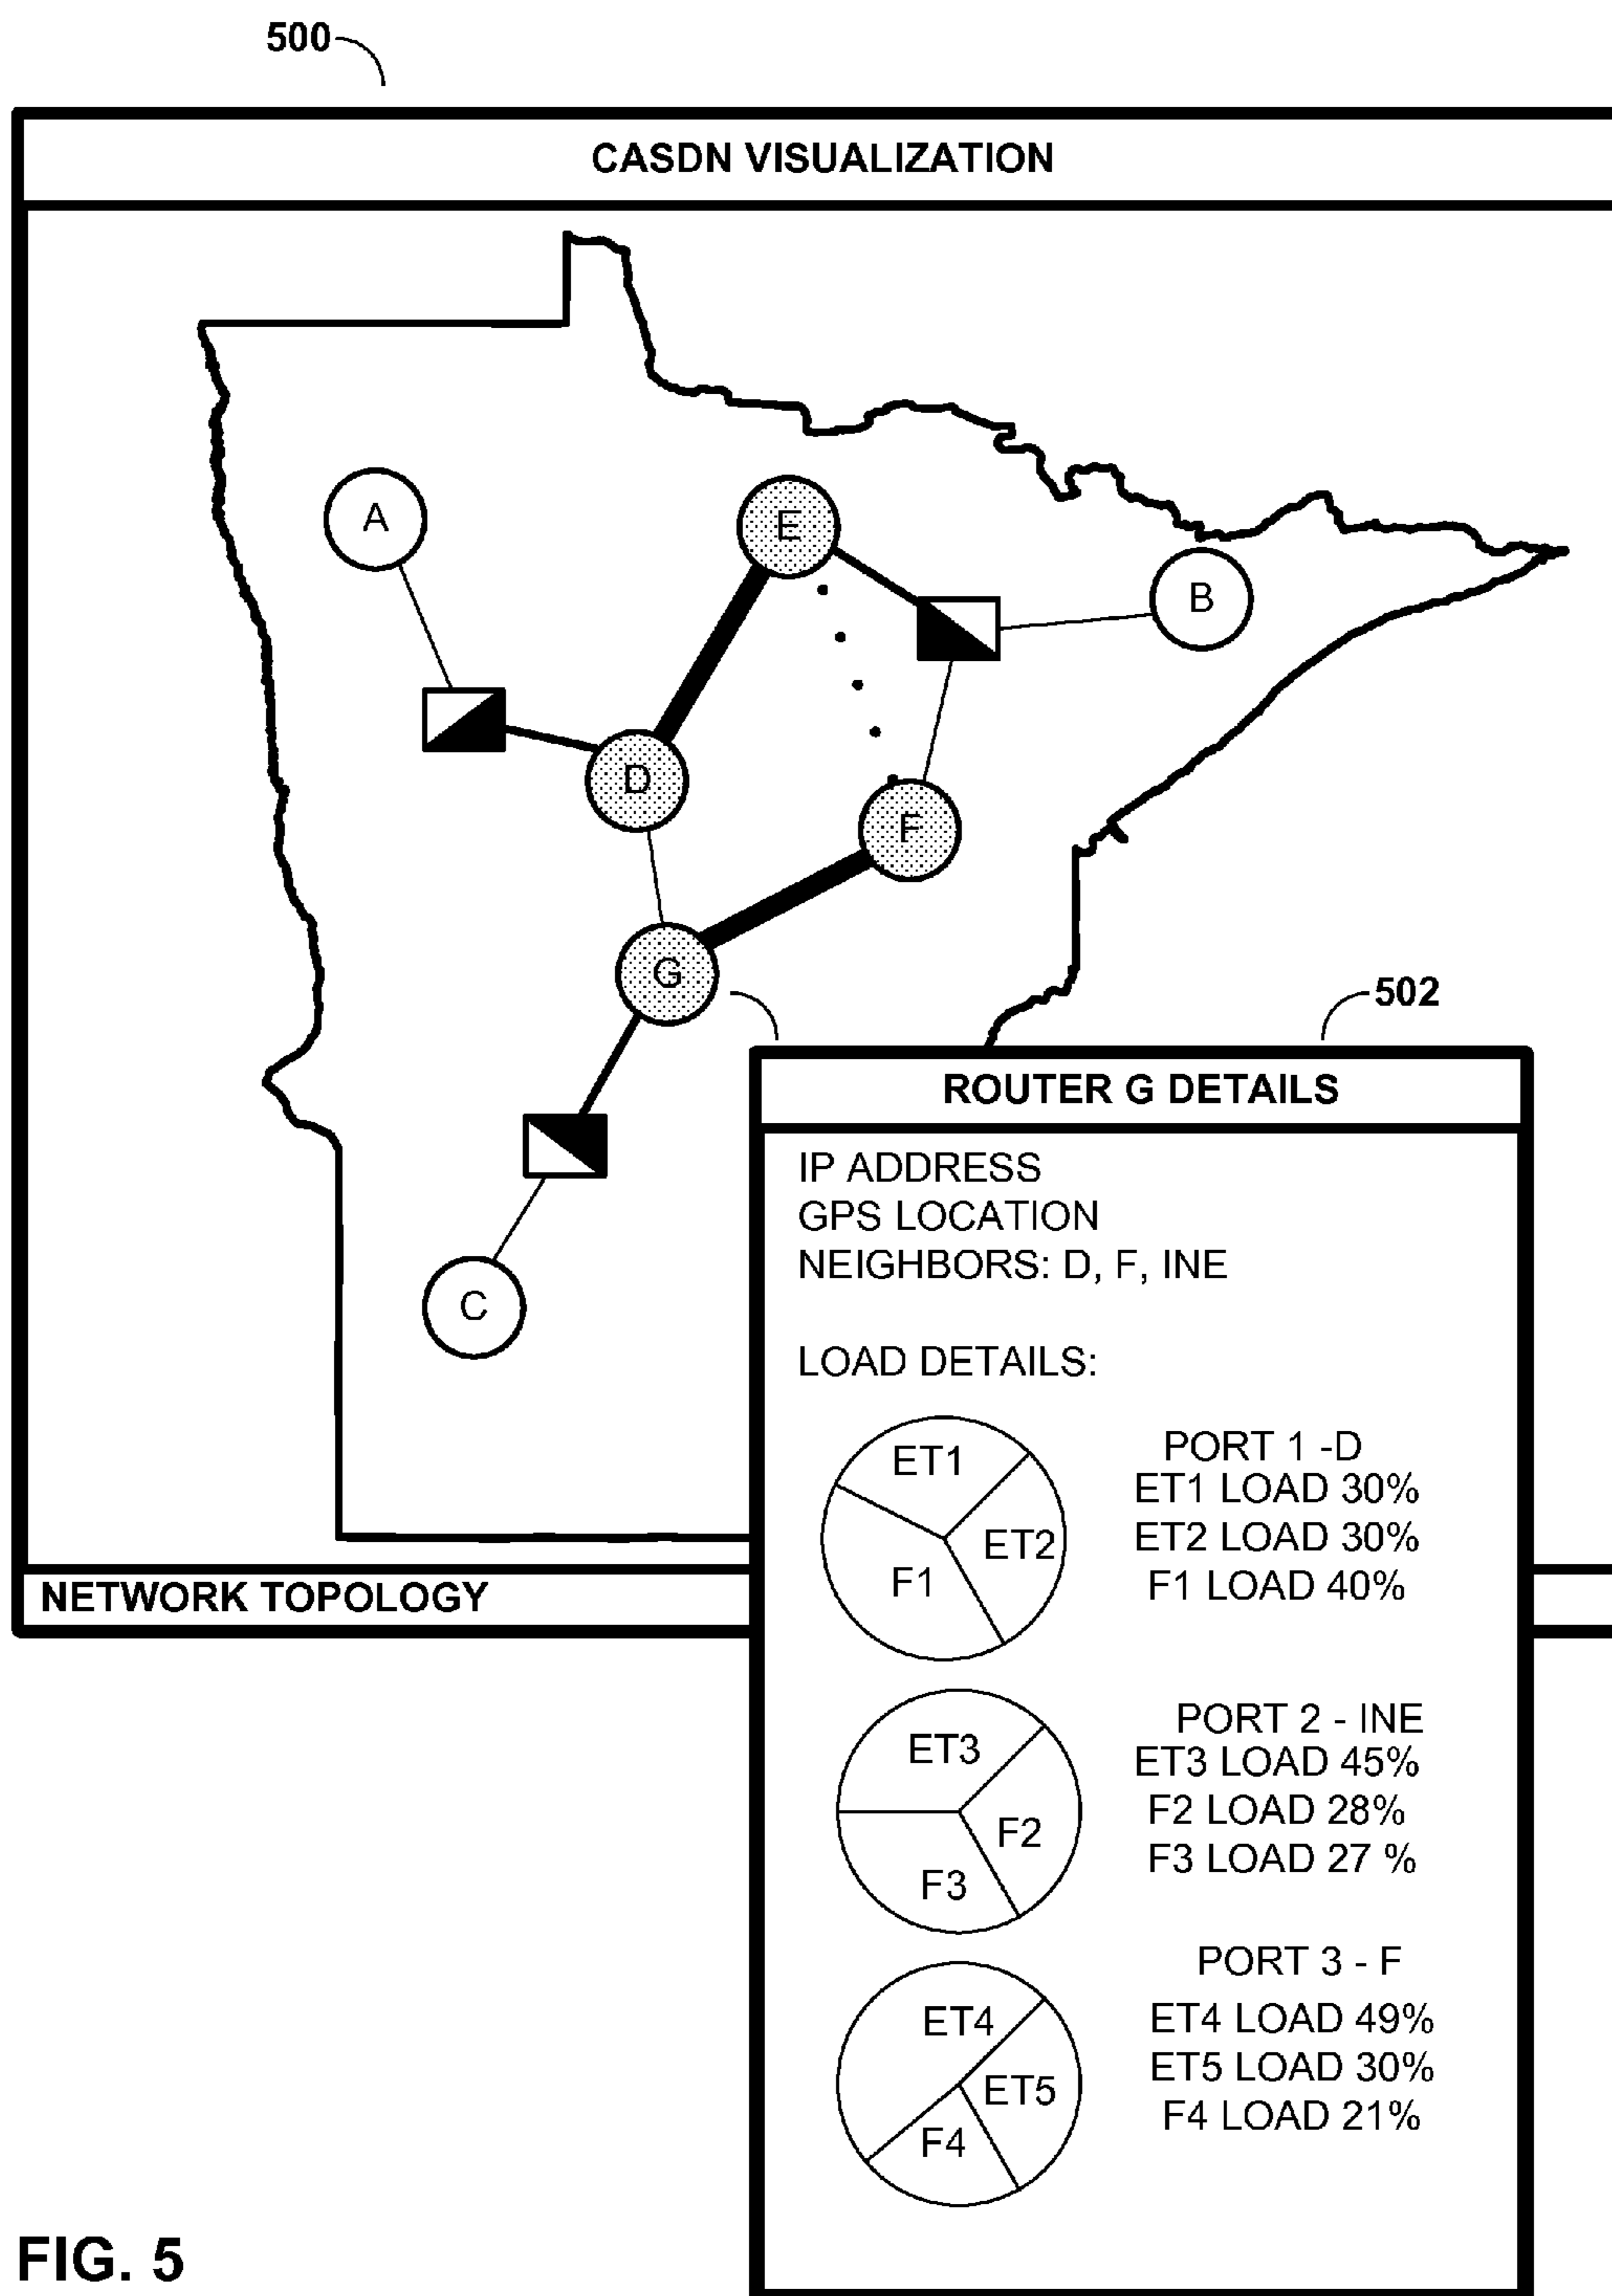 500
CASDN VISUALIZATION
A
E
B
D
F
G
502
C
ROUTER G DETAILS
IP ADDRESS
GPS LOCATION
NEIGHBORS: D, F, INE
LOAD DETAILS:
ET1
ET2
F1
PORT 1 -D
ET1 LOAD 30%
ET2 LOAD 30%
F1 LOAD 40%
NETWORK TOPOLOGY
ET3
F2
F3
PORT 2 - INE
ET3 LOAD 45%
F2 LOAD 28%
F3 LOAD 27 %
ET4
ET5
F4
PORT 3 - F
ET4 LOAD 49%
ET5 LOAD 30%
F4 LOAD 21%
FIG. 5